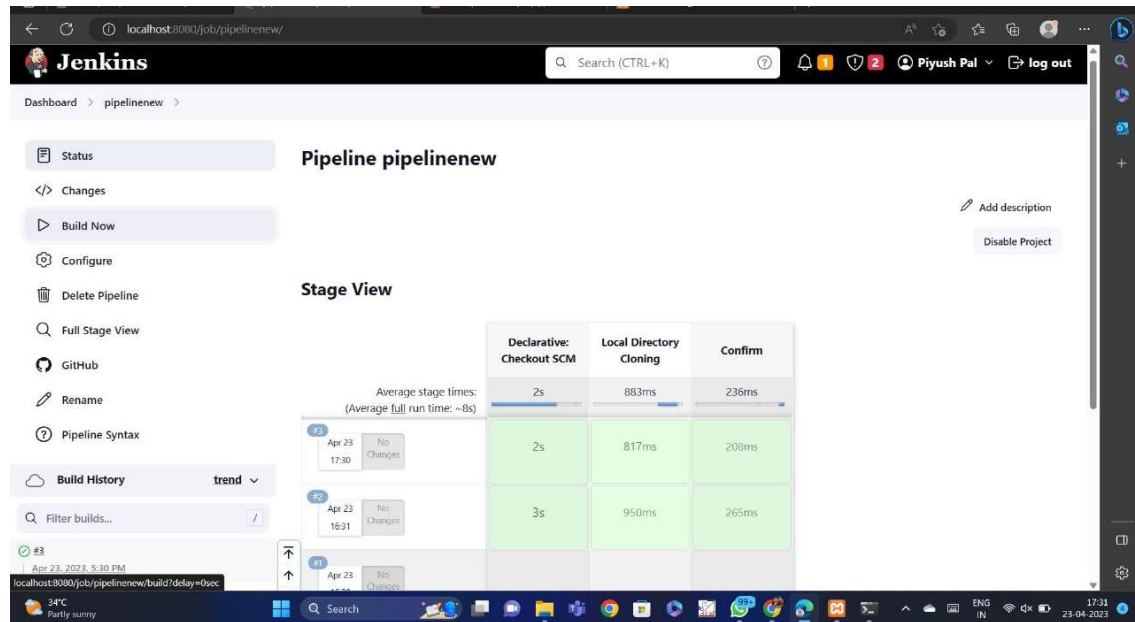 localhost:8080/job/pipelinenew/
Jenkins
Search (CTRL+K)
1
2
Piyush Pal
log out
Dashboard > pipelinenew >
Status
Changes
Build Now
Configure
Delete Pipeline
Full Stage View
GitHub
Rename
Pipeline Syntax
Build History trend
Filter builds... /
#3
Apr 23, 2023, 5:30 PM
localhost:8080/job/pipelinenew/build?delay=0sec
Pipeline pipelinenew
Add description
Disable Project
Stage View
Declarative: Checkout SCM
Local Directory Cloning
Confirm
Average stage times:
(Average full run time: ~8s)
2s 883ms 236ms
#3
Apr 23
17:30
No Changes
2s 817ms 208ms
#2
Apr 23
16:31
No Changes
3s 950ms 265ms
#1
Apr 23
No Changes
34°C
Partly sunny
Search
99+
ENG
IN
17:31
23-04-2023